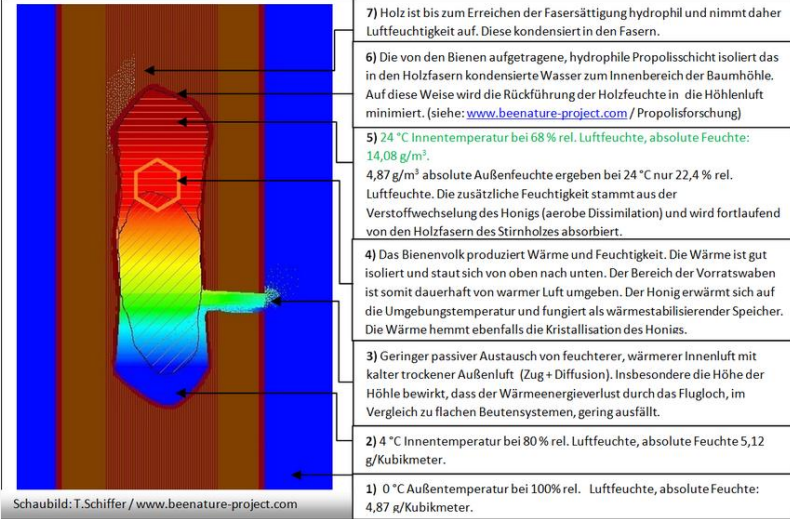 7) Holz ist bis zum Erreichen der Fasersättigung hydrophil und nimmt daher
Luftfeuchtigkeit auf. Diese kondensiert in den Fasern.
6) Die von den Bienen aufgetragene, hydrophile Propolisschicht isoliert das
in den Holzfasern kondensierte Wasser zum Innenbereich der Baumhöhle.
Auf diese Weise wird die Rückführung der Holzfeuchte in die Höhlenluft
minimiert. (siehe: www.beenature-project.com / Propolisforschung)
5) 24 °C Innentemperatur bei 68 % rel. Luftfeuchte, absolute Feuchte:
14,08 g/m³.
4,87 g/m³ absolute Außenfeuchte ergeben bei 24 °C nur 22,4 % rel.
Luftfeuchte. Die zusätzliche Feuchtigkeit stammt aus der
Verstoffwechselung des Honigs (aerobe Dissimilation) und wird fortlaufend
von den Holzfasern des Stirnholzes absorbiert.
4) Das Bienenvolk produziert Wärme und Feuchtigkeit. Die Wärme ist gut
isoliert und staut sich von oben nach unten. Der Bereich der Vorratswaben
ist somit dauerhaft von warmer Luft umgeben. Der Honig erwärmt sich auf
die Umgebungstemperatur und fungiert als wärmestabilisierender Speicher.
Die Wärme hemmt ebenfalls die Kristallisation des Honigs.
3) Geringer passiver Austausch von feuchterer, wärmerer Innenluft mit
kalter trockener Außenluft (Zug + Diffusion). Insbesondere die Höhe der
Höhle bewirkt, dass der Wärmeenergieverlust durch das Flugloch, im
Vergleich zu flachen Beutensystemen, gering ausfällt.
2) 4 °C Innentemperatur bei 80 % rel. Luftfeuchte, absolute Feuchte 5,12
g/Kubikmeter.
1) 0 °C Außentemperatur bei 100% rel. Luftfeuchte, absolute Feuchte:
4,87 g/Kubikmeter.
Schaubild: T.Schiffer / www.beenature-project.com